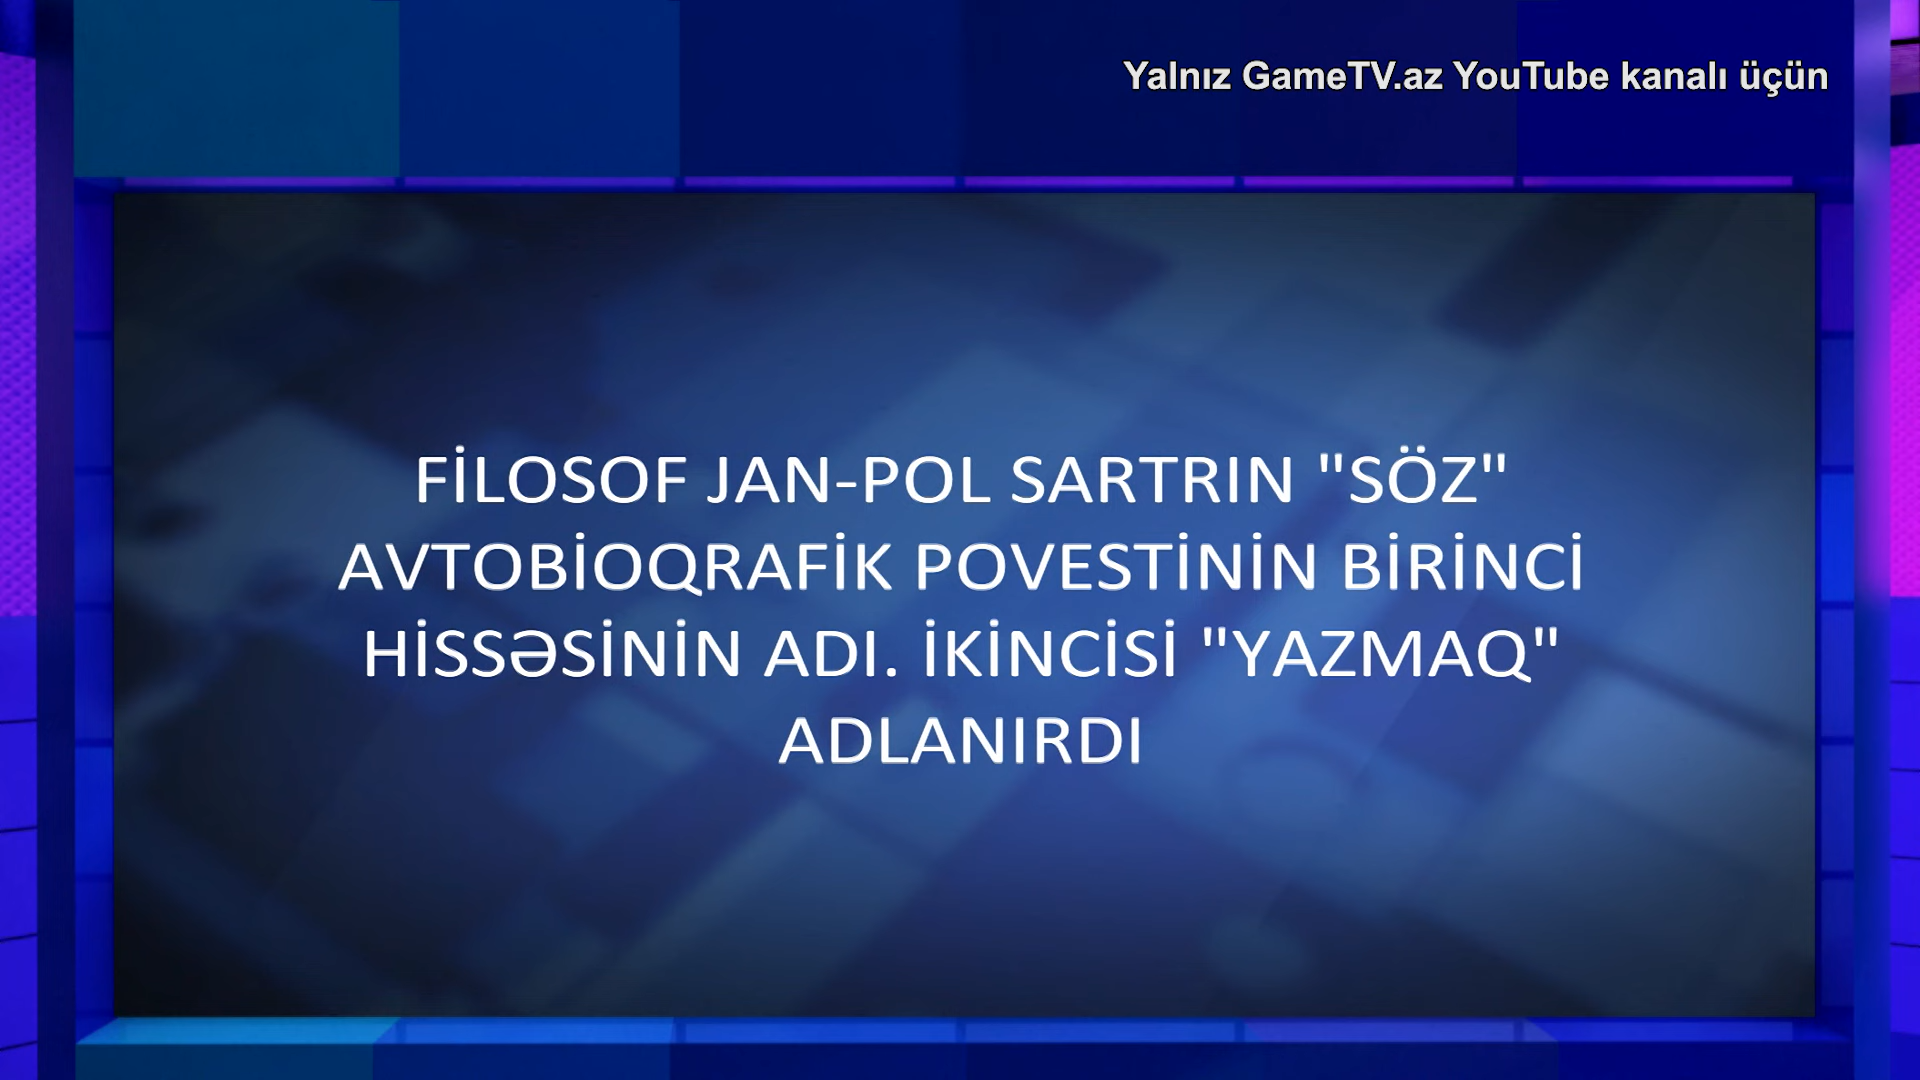 Yalnız GameTV.az YouTube kanalı üçün
FİLOSOF JAN-POL SARTRIN "SÖZ"
AVTOBİOQRAFİK POVESTİNİN BİRİNCİ
HİSSƏSİNİN ADI. İKİNCİSİ "YAZMAQ"
ADLANIRDI